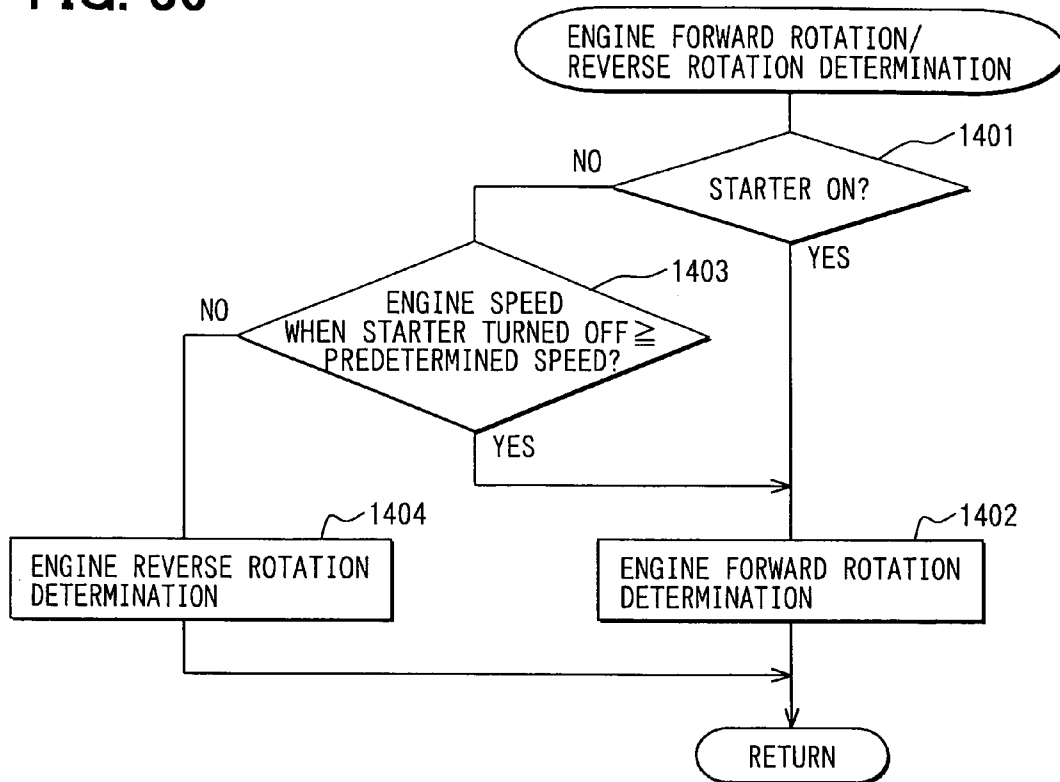 ENGINE FORWARD ROTATION/
REVERSE ROTATION DETERMINATION
1401
NO
STARTER ON?
YES
1403
NO
ENGINE SPEED
WHEN STARTER TURNED OFF ≧
PREDETERMINED SPEED?
YES
1404
ENGINE REVERSE ROTATION
DETERMINATION
1402
ENGINE FORWARD ROTATION
DETERMINATION
RETURN